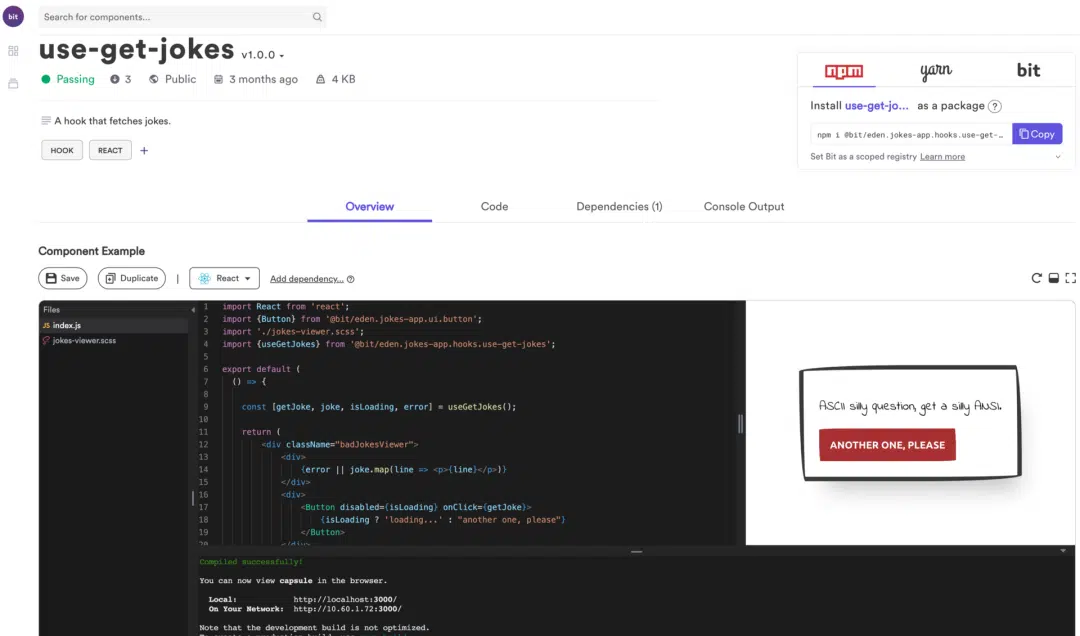 bit
Search for components...
use-get-jokes v1.0.0
Passing 3 Public 3 months ago 4 KB
A hook that fetches jokes.
HOOK REACT +
npm yarn bit
Install use-get-jo... as a package ?
npm i @bit/eden.jokes-app.hooks.use-get-… Copy
Set Bit as a scoped registry Learn more
Overview Code Dependencies (1) Console Output
Component Example
Save Duplicate | React Add dependency... ?
Files
JS index.js
jokes-viewer.scss
1 import React from 'react';
2 import {Button} from '@bit/eden.jokes-app.ui.button';
3 import './jokes-viewer.scss';
4 import {useGetJokes} from '@bit/eden.jokes-app.hooks.use-get-jokes';
5
6 export default (
7 () => {
8
9 const [getJoke, joke, isLoading, error] = useGetJokes();
10
11 return (
12 <div className="badJokesViewer">
13 <div>
14 {error || joke.map(line => <p>{line}</p>)}
15 </div>
16 <div>
17 <Button disabled={isLoading} onClick={getJoke}>
18 {isLoading ? 'loading...' : "another one, please"}
19 </Button>
20 </div>
ASCII silly question, get a silly ANSI.
ANOTHER ONE, PLEASE
Compiled successfully!
You can now view capsule in the browser.
Local: http://localhost:3000/
On Your Network: http://10.60.1.72:3000/
Note that the development build is not optimized.